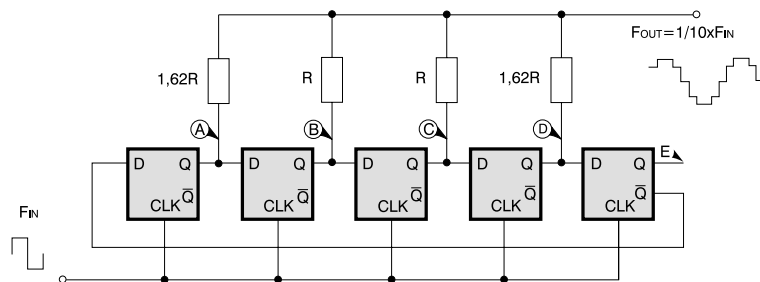 FOUT=1/10xFIN
1,62R
R
R
1,62R
A
B
C
D
E
D Q
Q̅
CLK
D Q
Q̅
CLK
D Q
Q̅
CLK
D Q
Q̅
CLK
D Q
Q̅
CLK
FIN